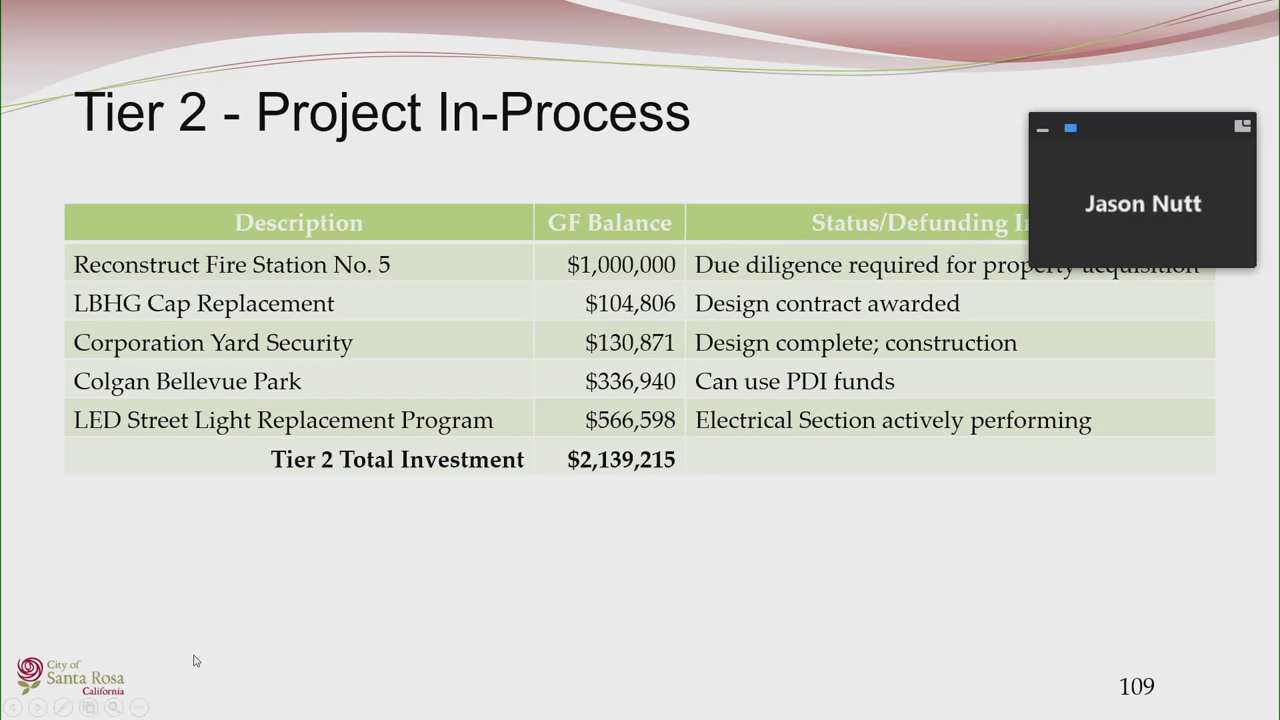 Tier 2 - Project In-Process
Jason Nutt
Description GF Balance Status/Defunding
Reconstruct Fire Station No. 5 $1,000,000 Due diligence required for property acquisition
LBHG Cap Replacement $104,806 Design contract awarded
Corporation Yard Security $130,871 Design complete; construction
Colgan Bellevue Park $336,940 Can use PDI funds
LED Street Light Replacement Program $566,598 Electrical Section actively performing
Tier 2 Total Investment $2,139,215
City of
Santa Rosa
California
109